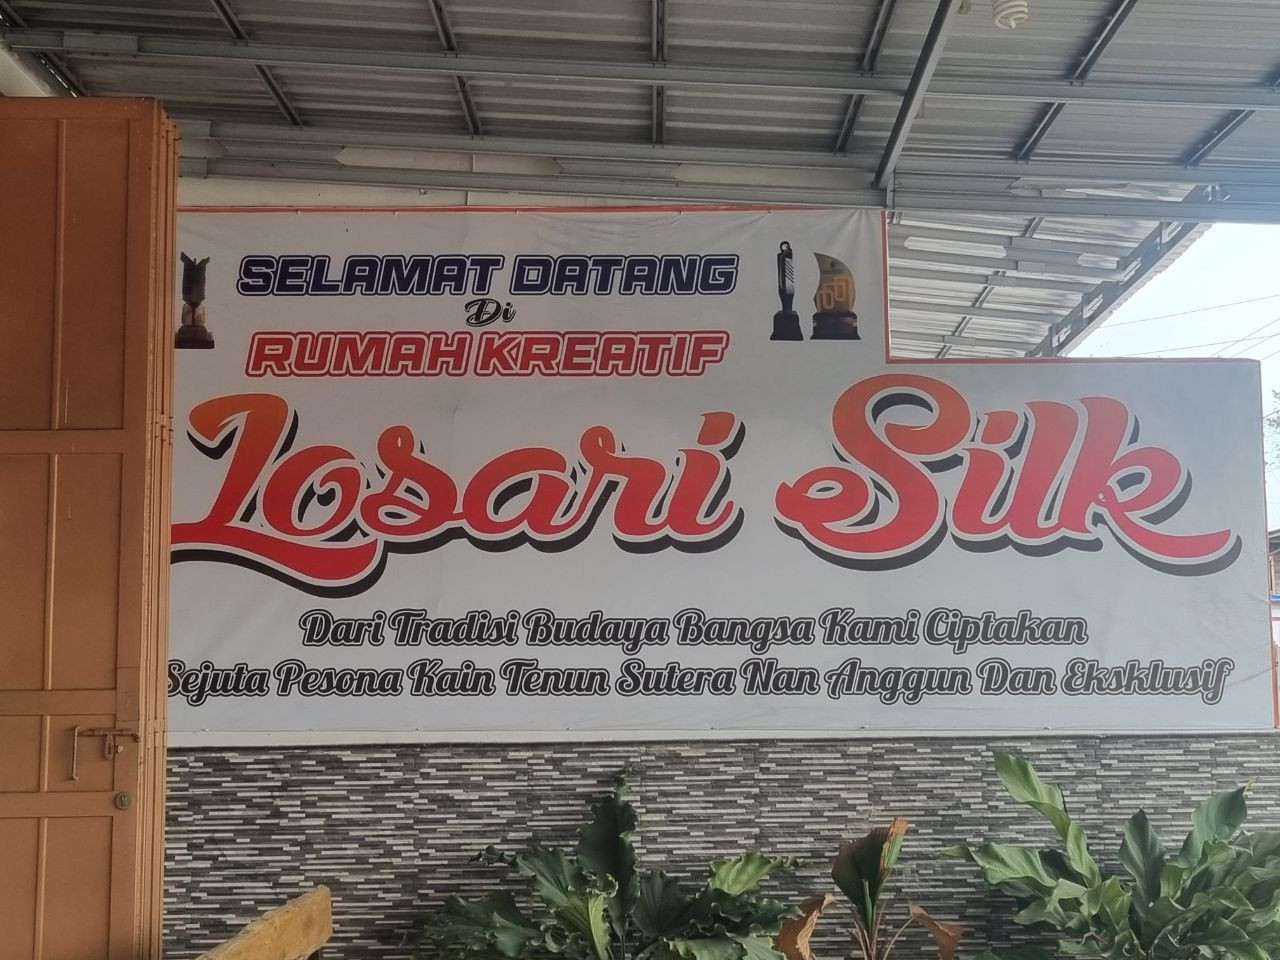 SELAMAT DATANG
Di
RUMAH KREATIF
Losari Silk
Dari Tradisi Budaya Bangsa Kami Ciptakan
Sejuta Pesona Kain Tenun Sutera Nan Anggun Dan Eksklusif